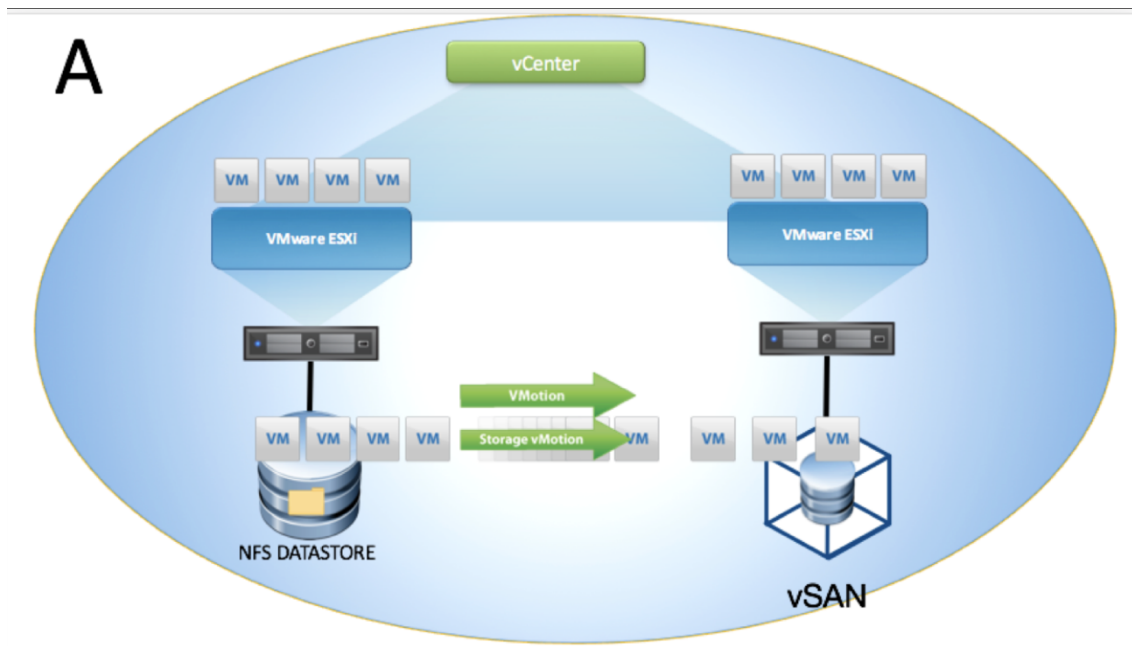 A
vCenter
VM VM VM VM
VM VM VM VM
VMware ESXi
VMware ESXi
VMotion
Storage vMotion
VM VM VM VM
VM VM VM VM
NFS DATASTORE
vSAN